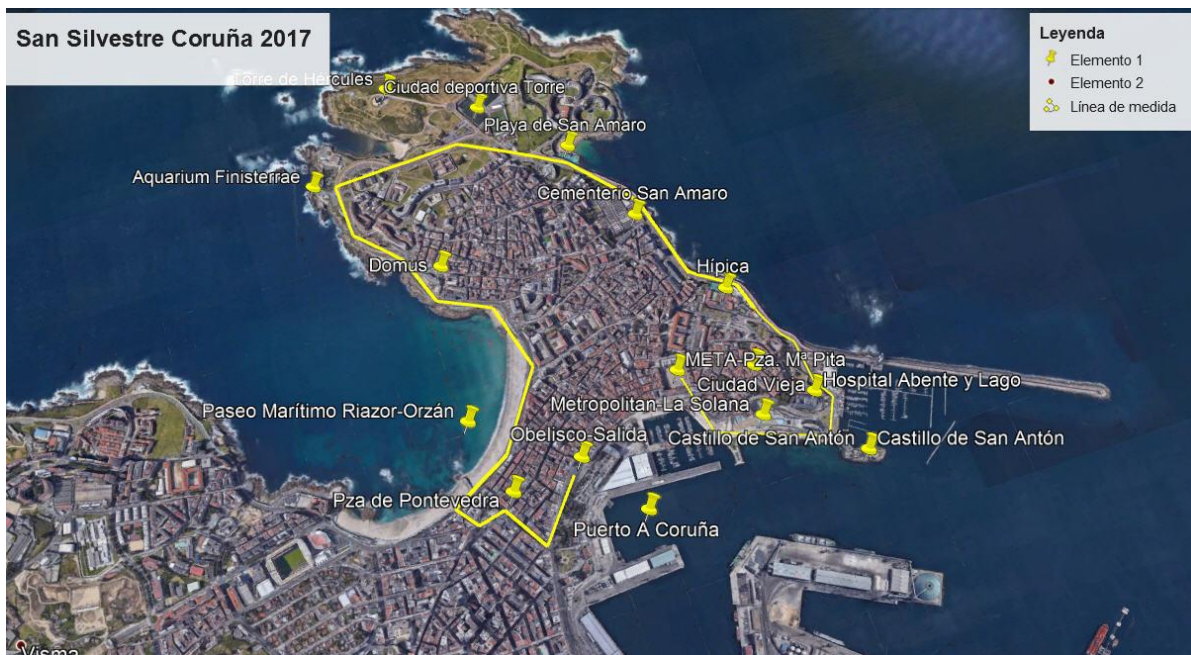 San Silvestre Coruña 2017
Leyenda
Elemento 1
Elemento 2
Línea de medida
Torre de Hércules
Ciudad deportiva Torre
Playa de San Amaro
Aquarium Finisterrae
Cementerio San Amaro
Domus
Hípica
META-Pza. Mª Pita
Ciudad Vieja
Hospital Abente y Lago
Metropolitan-La Solana
Paseo Marítimo Riazor-Orzán
Obelisco-Salida
Castillo de San Antón
Castillo de San Antón
Pza de Pontevedra
Puerto A Coruña
Visma